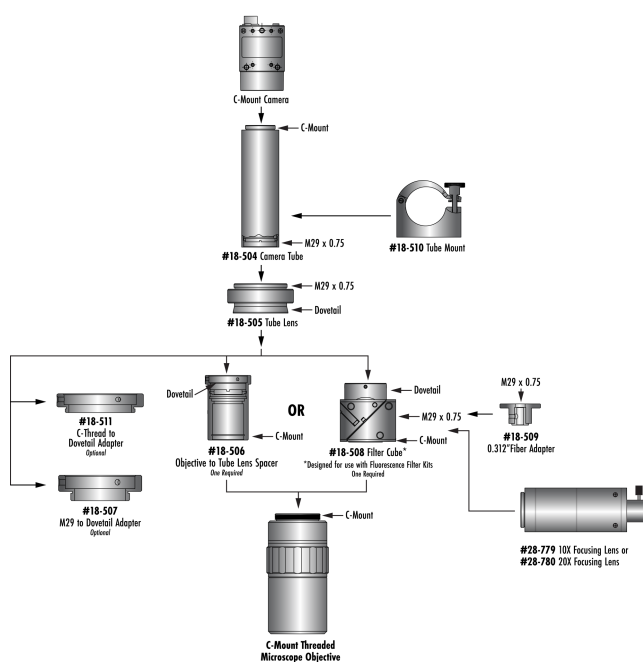 C-Mount Camera
C-Mount
M29 x 0.75
#18-504 Camera Tube
#18-510 Tube Mount
M29 x 0.75
Dovetail
#18-505 Tube Lens
#18-511
C-Thread to
Dovetail Adapter
Optional
#18-507
M29 to Dovetail Adapter
Optional
Dovetail
C-Mount
#18-506
Objective to Tube Lens Spacer
One Required
OR
Dovetail
M29 x 0.75
C-Mount
#18-508 Filter Cube*
*Designed for use with Fluorescence Filter Kits
One Required
M29 x 0.75
#18-509
0.312"Fiber Adapter
#28-779 10X Focusing Lens or
#28-780 20X Focusing Lens
C-Mount
C-Mount Threaded
Microscope Objective